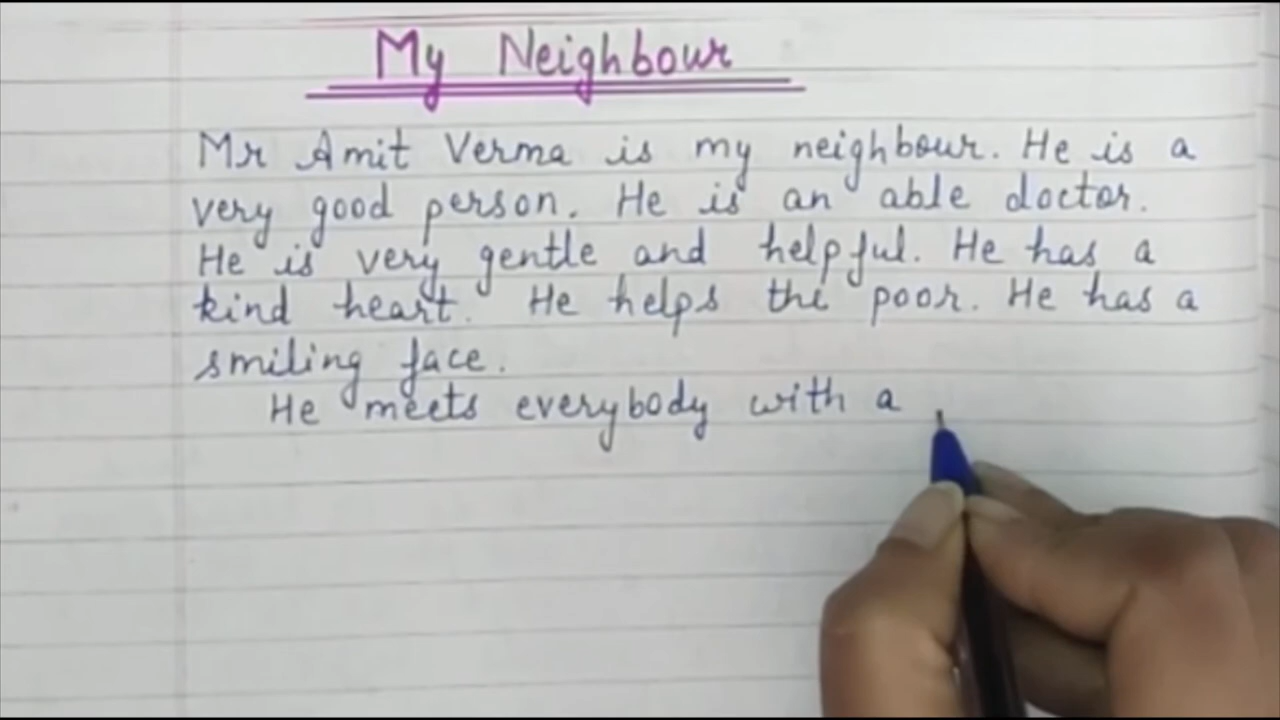 My Neighbour
Mr Amit Verma is my neighbour. He is a
very good person. He is an able doctor.
He is very gentle and helpful. He has a
kind heart. He helps the poor. He has a
smiling face.
He meets everybody with a